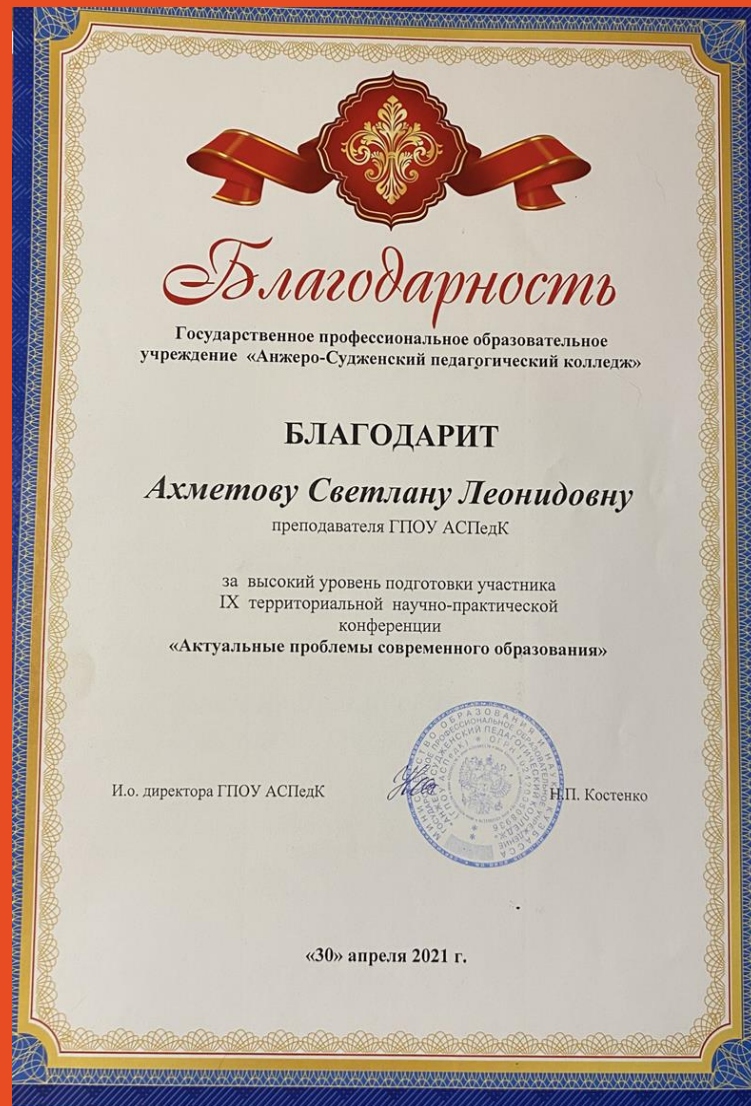 Благодарность
Государственное профессиональное образовательное
учреждение «Анжеро-Судженский педагогический колледж»
БЛАГОДАРИТ
Ахметову Светлану Леонидовну
преподавателя ГПОУ АСПедК
за высокий уровень подготовки участника
IX территориальной научно-практической
конференции
«Актуальные проблемы современного образования»
И.о. директора ГПОУ АСПедК
Н.П. Костенко
«30» апреля 2021 г.